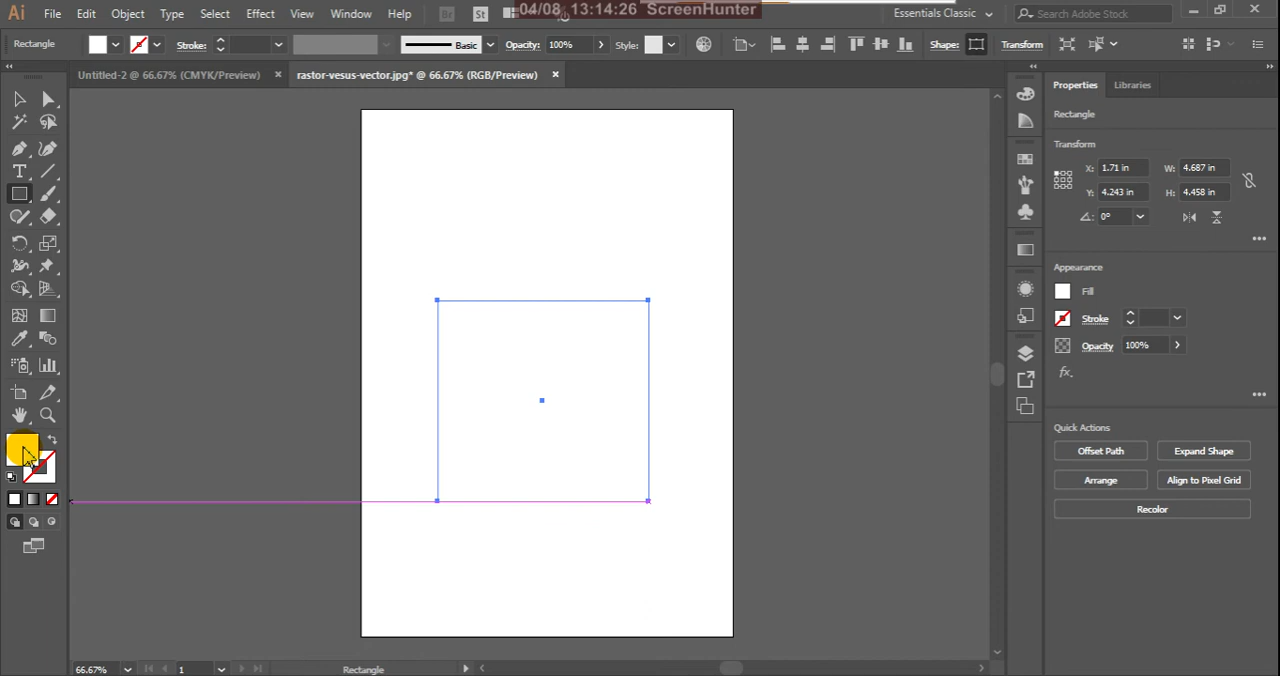 04/08 13:14:26 ScreenHunter
Ai File Edit Object Type Select Effect View Window Help Br St Essentials Classic Search Adobe Stock
Rectangle Stroke: Basic Opacity: 100% Style: Shape: Transform
Untitled-2 @ 66.67% (CMYK/Preview) rastor-vesus-vector.jpg* @ 66.67% (RGB/Preview)
Properties Libraries
Rectangle
Transform
X: 1.71 in W: 4.687 in
Y: 4.243 in H: 4.458 in
0°
Appearance
Fill
Stroke
Opacity 100%
fx.
Quick Actions
Offset Path Expand Shape
Arrange Align to Pixel Grid
Recolor
66.67% 1 Rectangle